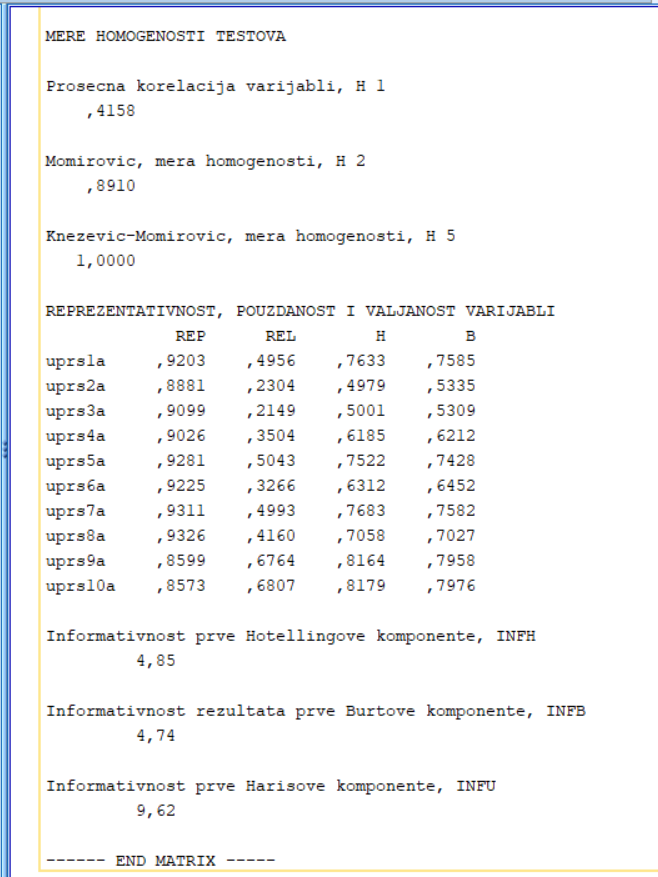 MERE HOMOGENOSTI TESTOVA
Prosecna korelacija varijabli, H 1
,4158
Momirovic, mera homogenosti, H 2
,8910
Knezevic-Momirovic, mera homogenosti, H 5
1,0000
REPREZENTATIVNOST, POUZDANOST I VALJANOST VARIJABLI
REP REL H B
uprs1a ,9203 ,4956 ,7633 ,7585
uprs2a ,8881 ,2304 ,4979 ,5335
uprs3a ,9099 ,2149 ,5001 ,5309
uprs4a ,9026 ,3504 ,6185 ,6212
uprs5a ,9281 ,5043 ,7522 ,7428
uprs6a ,9225 ,3266 ,6312 ,6452
uprs7a ,9311 ,4993 ,7683 ,7582
uprs8a ,9326 ,4160 ,7058 ,7027
uprs9a ,8599 ,6764 ,8164 ,7958
uprs10a ,8573 ,6807 ,8179 ,7976
Informativnost prve Hotellingove komponente, INFH
4,85
Informativnost rezultata prve Burtove komponente, INFB
4,74
Informativnost prve Harisove komponente, INFU
9,62
------ END MATRIX -----